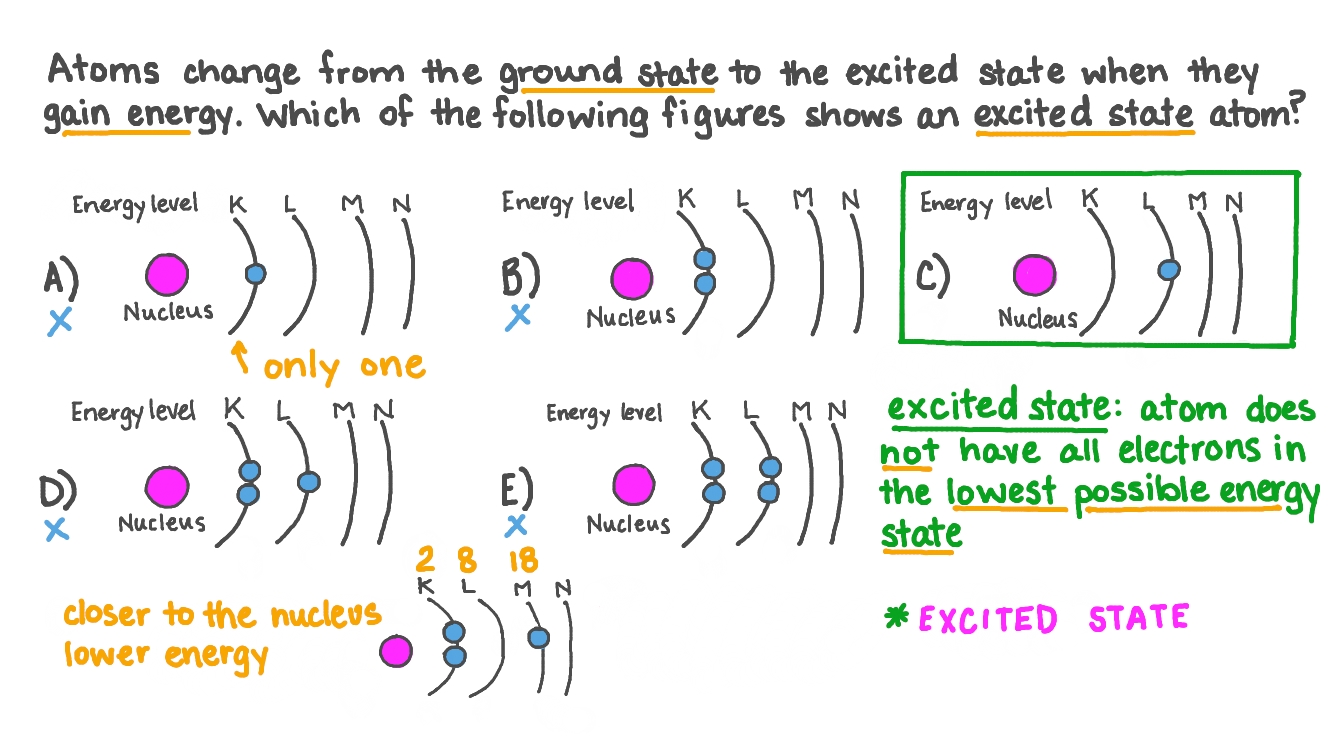 Atoms change from the ground state to the excited state when they
gain energy. Which of the following figures shows an excited state atom?
Energy level K L M N
A)
X
Nucleus
only one
Energy level K L M N
B)
X
Nucleus
Energy level K L M N
C)
Nucleus
Energy level K L M N
D)
X
Nucleus
Energy level K L M N
E)
X
Nucleus
excited state: atom does
not have all electrons in
the lowest possible energy
state
closer to the nucleus
lower energy
2 8 18
K L M N
* EXCITED STATE